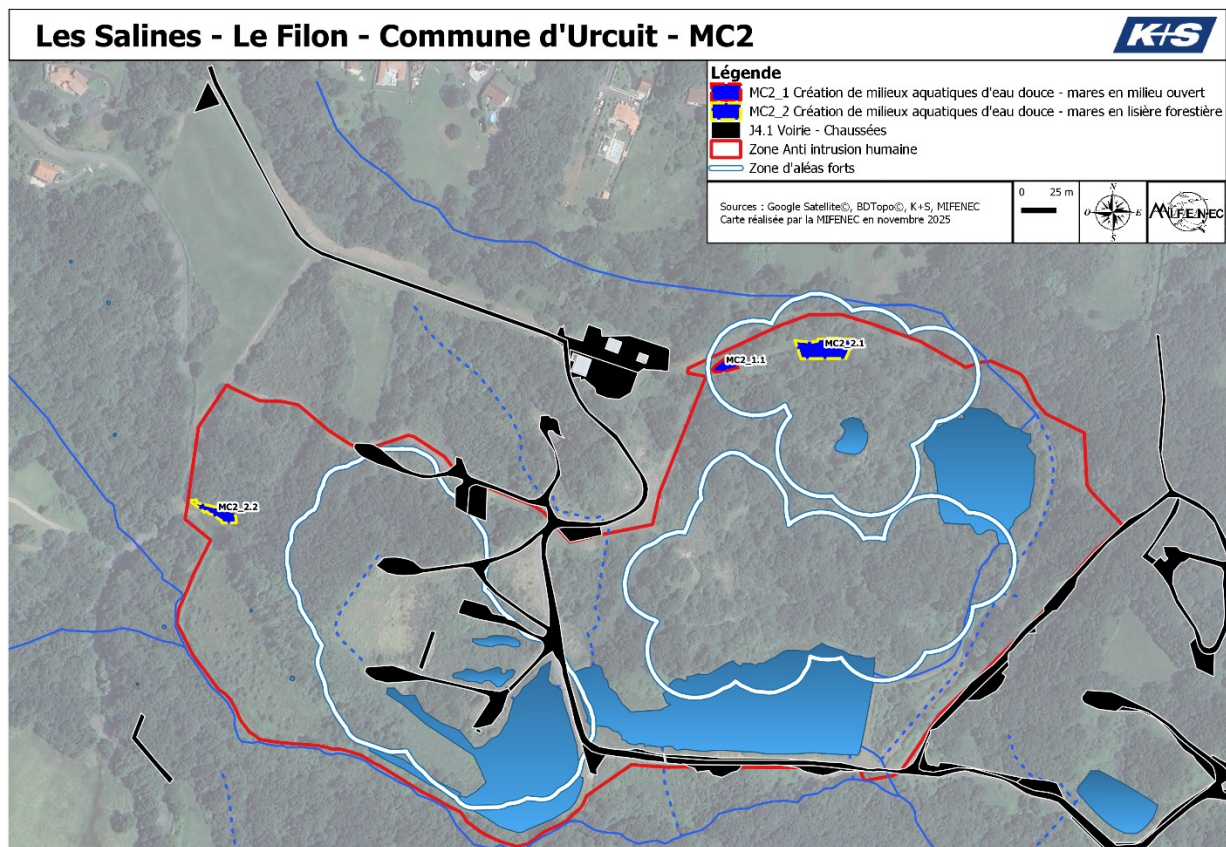 Les Salines - Le Filon - Commune d'Urcuit - MC2
K+S
Légende
MC2_1 Création de milieux aquatiques d'eau douce - mares en milieu ouvert
MC2_2 Création de milieux aquatiques d'eau douce - mares en lisière forestière
J4.1 Voirie - Chaussées
Zone Anti intrusion humaine
Zone d'aléas forts
Sources : Google Satellite©, BDTopo©, K+S, MIFENEC
Carte réalisée par la MIFENEC en novembre 2025
0 25 m
N
O E
S
MIFENEC
MC2_2.1
MC2_1.1
MC2_2.2